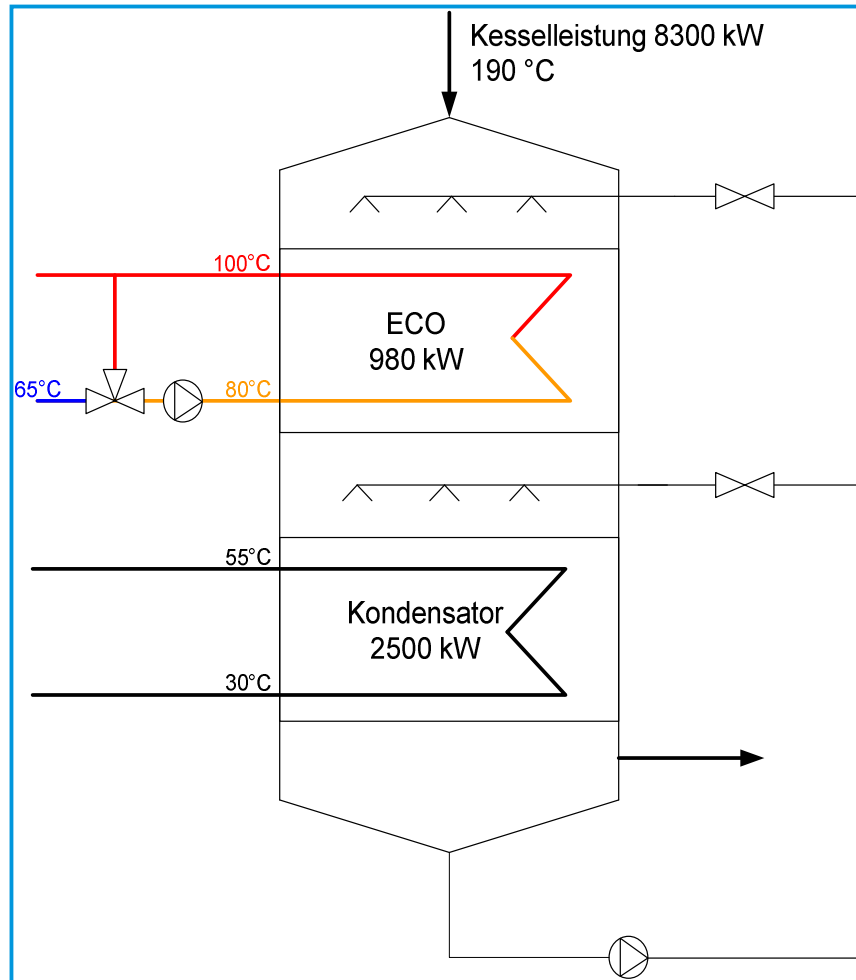 Kesselleistung 8300 kW
190 °C
100°C
ECO
980 kW
65°C
80°C
55°C
Kondensator
2500 kW
30°C